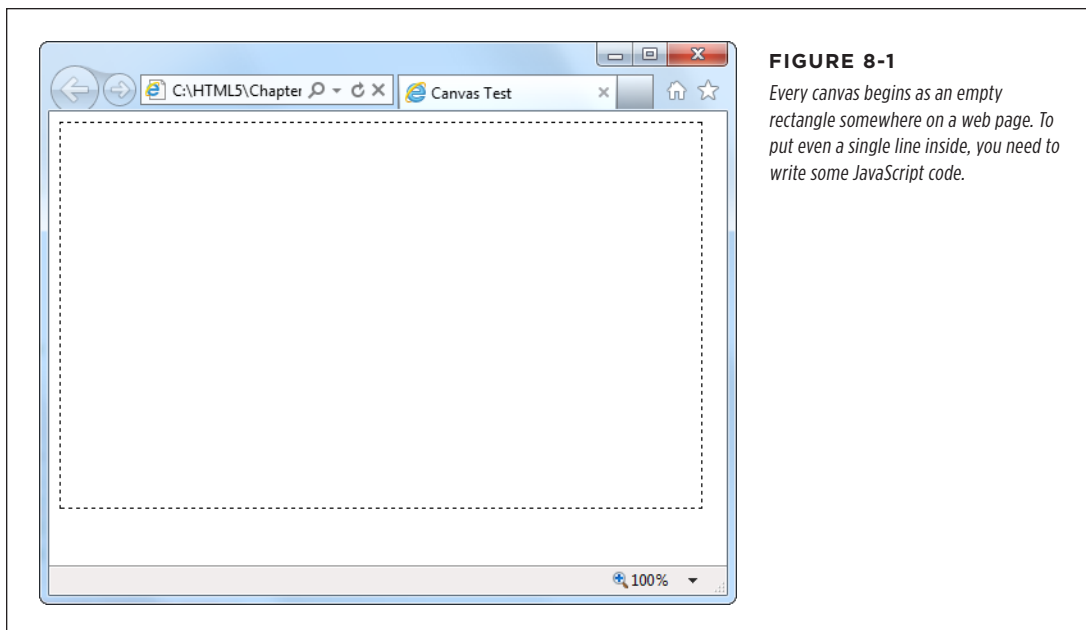 C:\HTML5\Chapter
Canvas Test
100%
FIGURE 8-1
Every canvas begins as an empty
rectangle somewhere on a web page. To
put even a single line inside, you need to
write some JavaScript code.